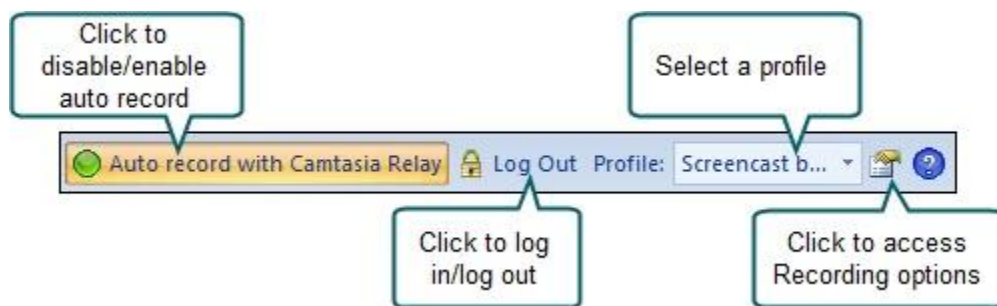 Click to
disable/enable
auto record
Select a profile
Auto record with Camtasia Relay Log Out Profile: Screencast b... ?
Click to log
in/log out
Click to access
Recording options